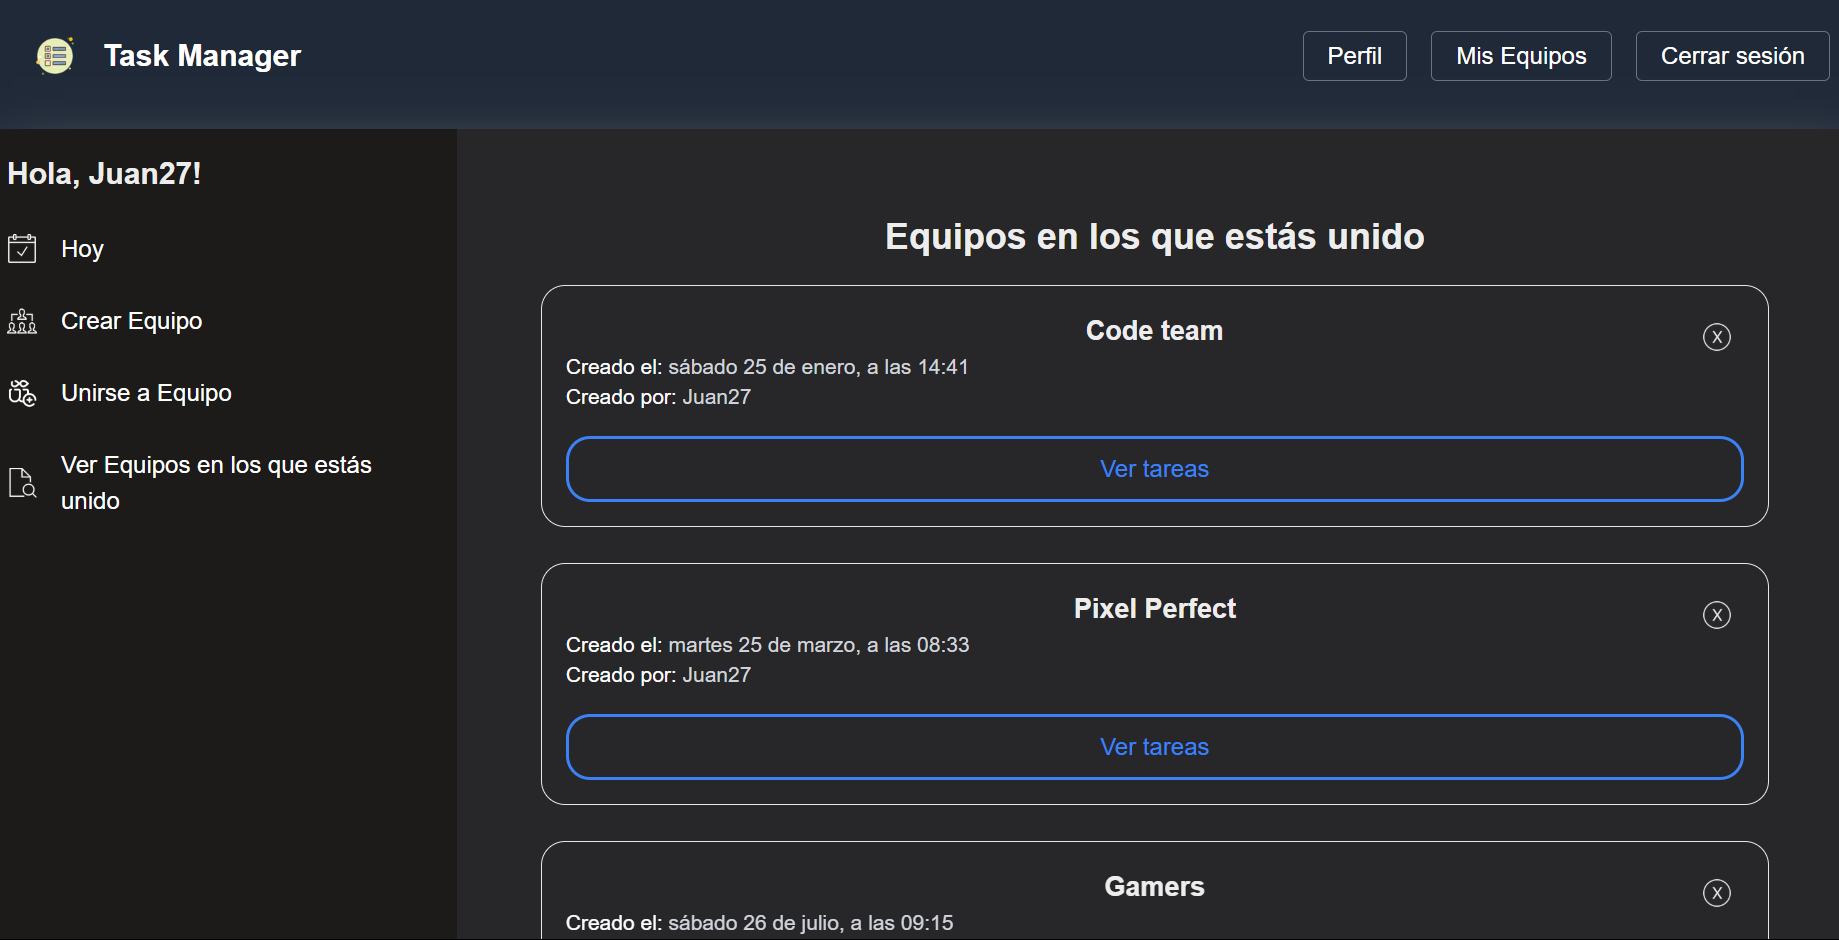 Task Manager
Perfil
Mis Equipos
Cerrar sesión
Hola, Juan27!
Hoy
Crear Equipo
Unirse a Equipo
Ver Equipos en los que estás
unido
Equipos en los que estás unido
Code team
X
Creado el: sábado 25 de enero, a las 14:41
Creado por: Juan27
Ver tareas
Pixel Perfect
X
Creado el: martes 25 de marzo, a las 08:33
Creado por: Juan27
Ver tareas
Gamers
X
Creado el: sábado 26 de julio, a las 09:15